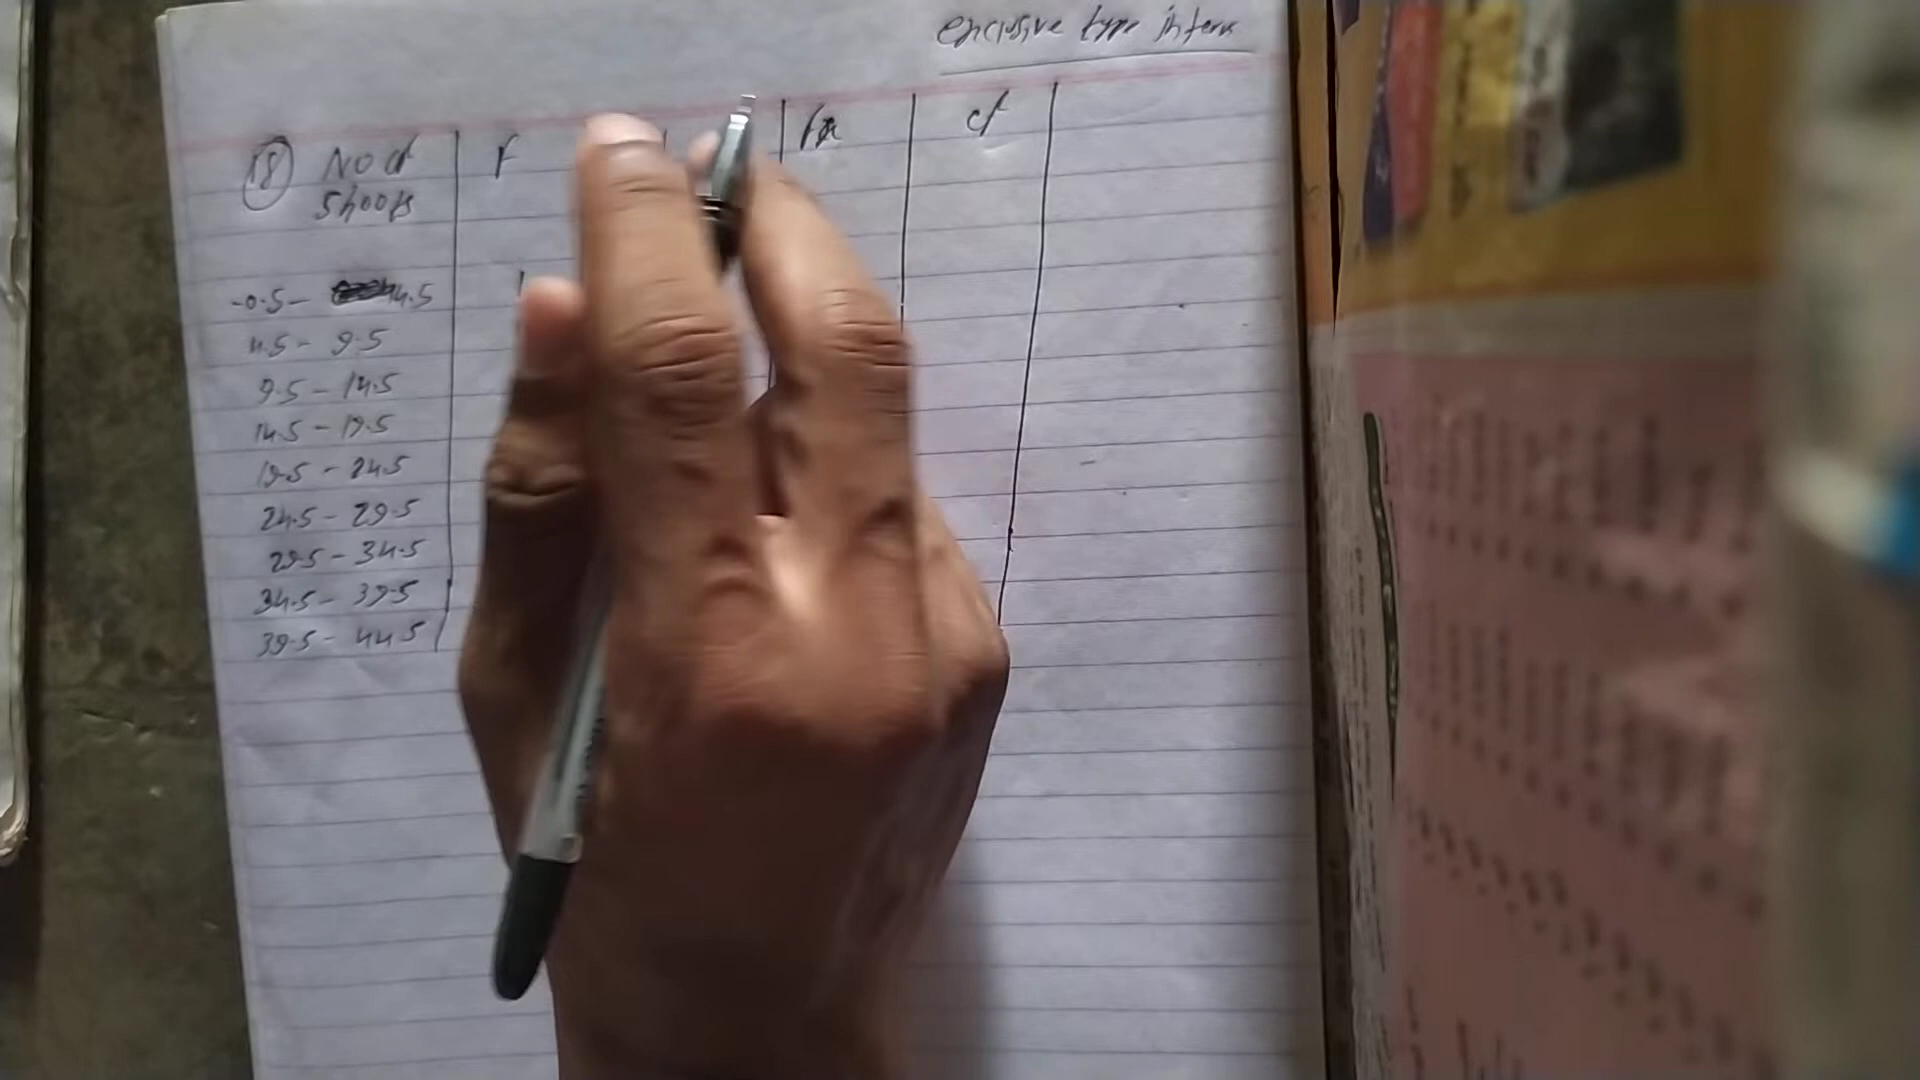 exclusive type
18 No of F fx cf
shoops
-0.5 - 4.5
4.5 - 9.5
9.5 - 14.5
14.5 - 19.5
19.5 - 24.5
24.5 - 29.5
29.5 - 34.5
34.5 - 39.5
39.5 - 44.5